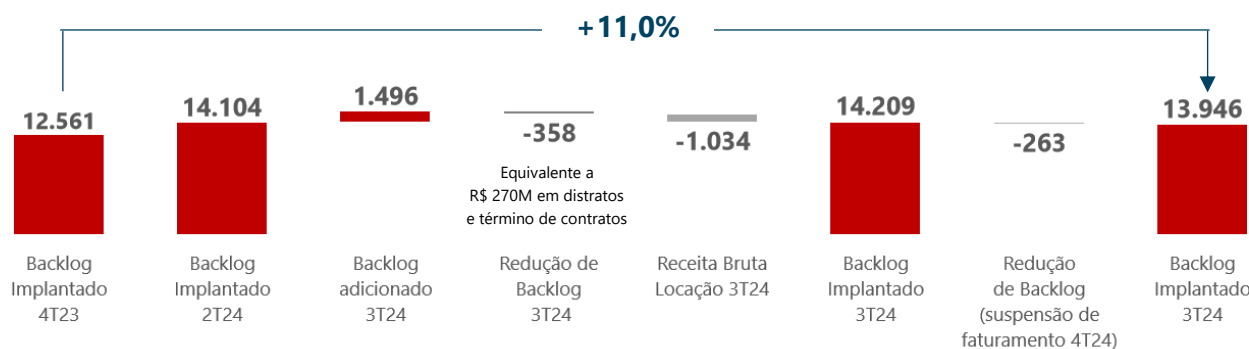 +11,0%
12.561
14.104
1.496
-358
-1.034
14.209
-263
13.946
Equivalente a
R$ 270M em distratos
e término de contratos
Backlog
Implantado
4T23
Backlog
Implantado
2T24
Backlog
adicionado
3T24
Redução de
Backlog
3T24
Receita Bruta
Locação 3T24
Backlog
Implantado
3T24
Redução
de Backlog
(suspensão de
faturamento 4T24)
Backlog
Implantado
3T24